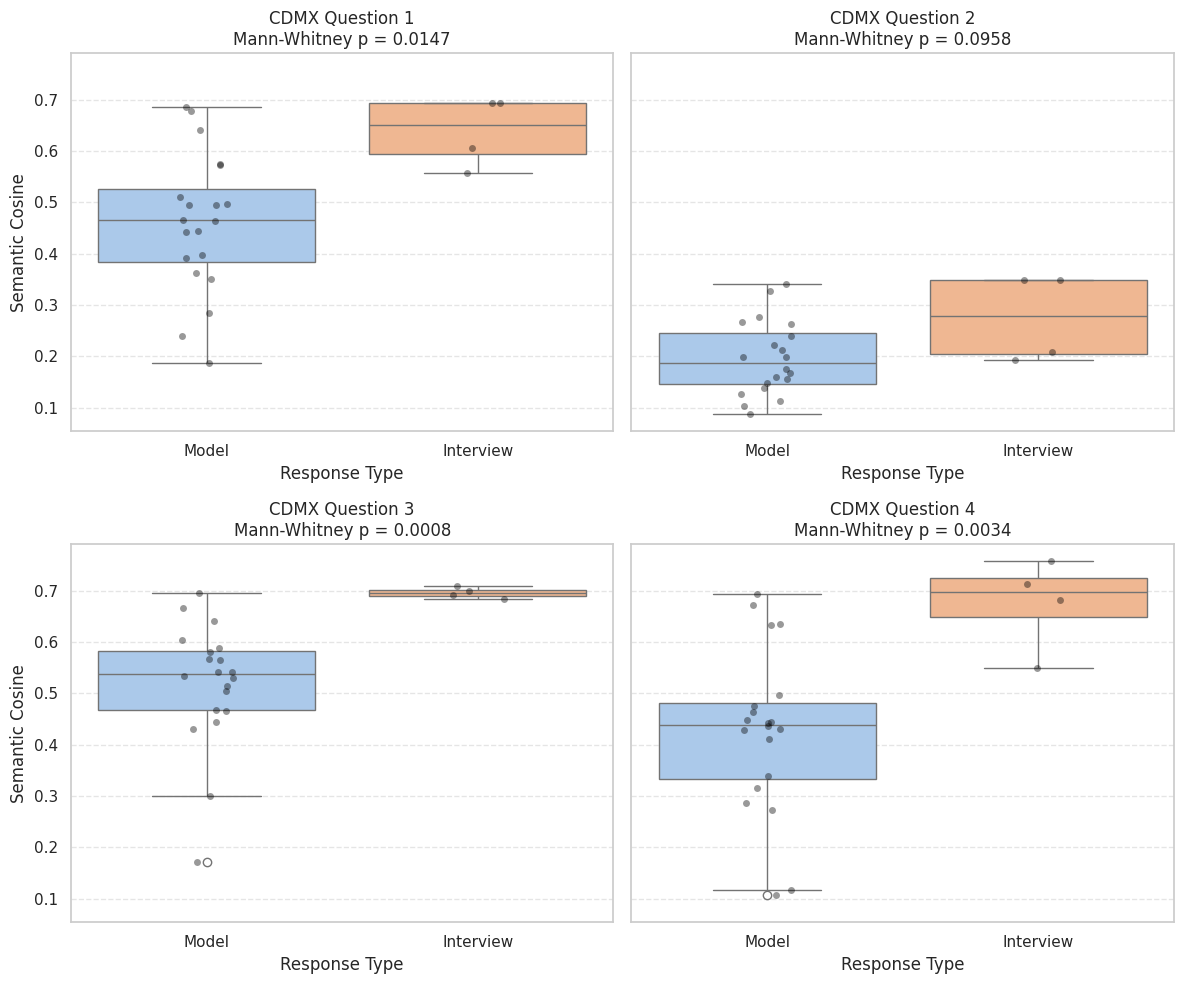 CDMX Question 1
Mann-Whitney p = 0.0147
CDMX Question 2
Mann-Whitney p = 0.0958
Semantic Cosine
0.7
0.6
0.5
0.4
0.3
0.2
0.1
Model
Interview
Response Type
Model
Interview
Response Type
CDMX Question 3
Mann-Whitney p = 0.0008
CDMX Question 4
Mann-Whitney p = 0.0034
Semantic Cosine
0.7
0.6
0.5
0.4
0.3
0.2
0.1
Model
Interview
Response Type
Model
Interview
Response Type